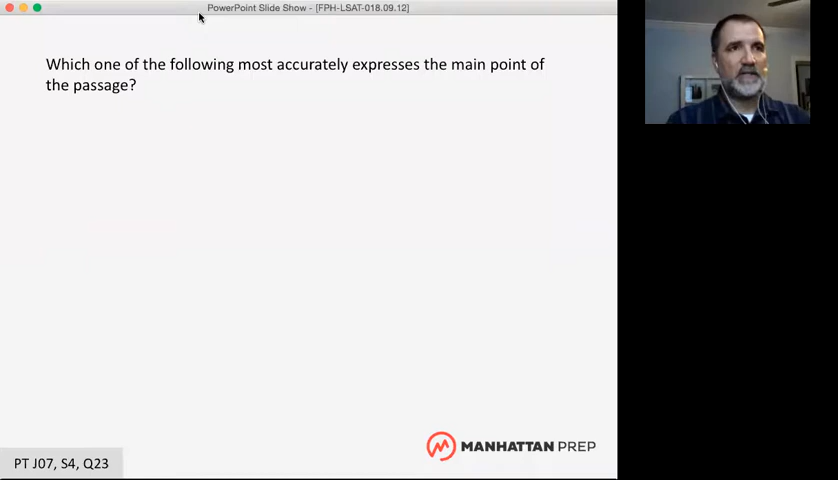 PowerPoint Slide Show - [FPH-LSAT-018.09.12]
Which one of the following most accurately expresses the main point of
the passage?
MANHATTAN PREP
PT J07, S4, Q23